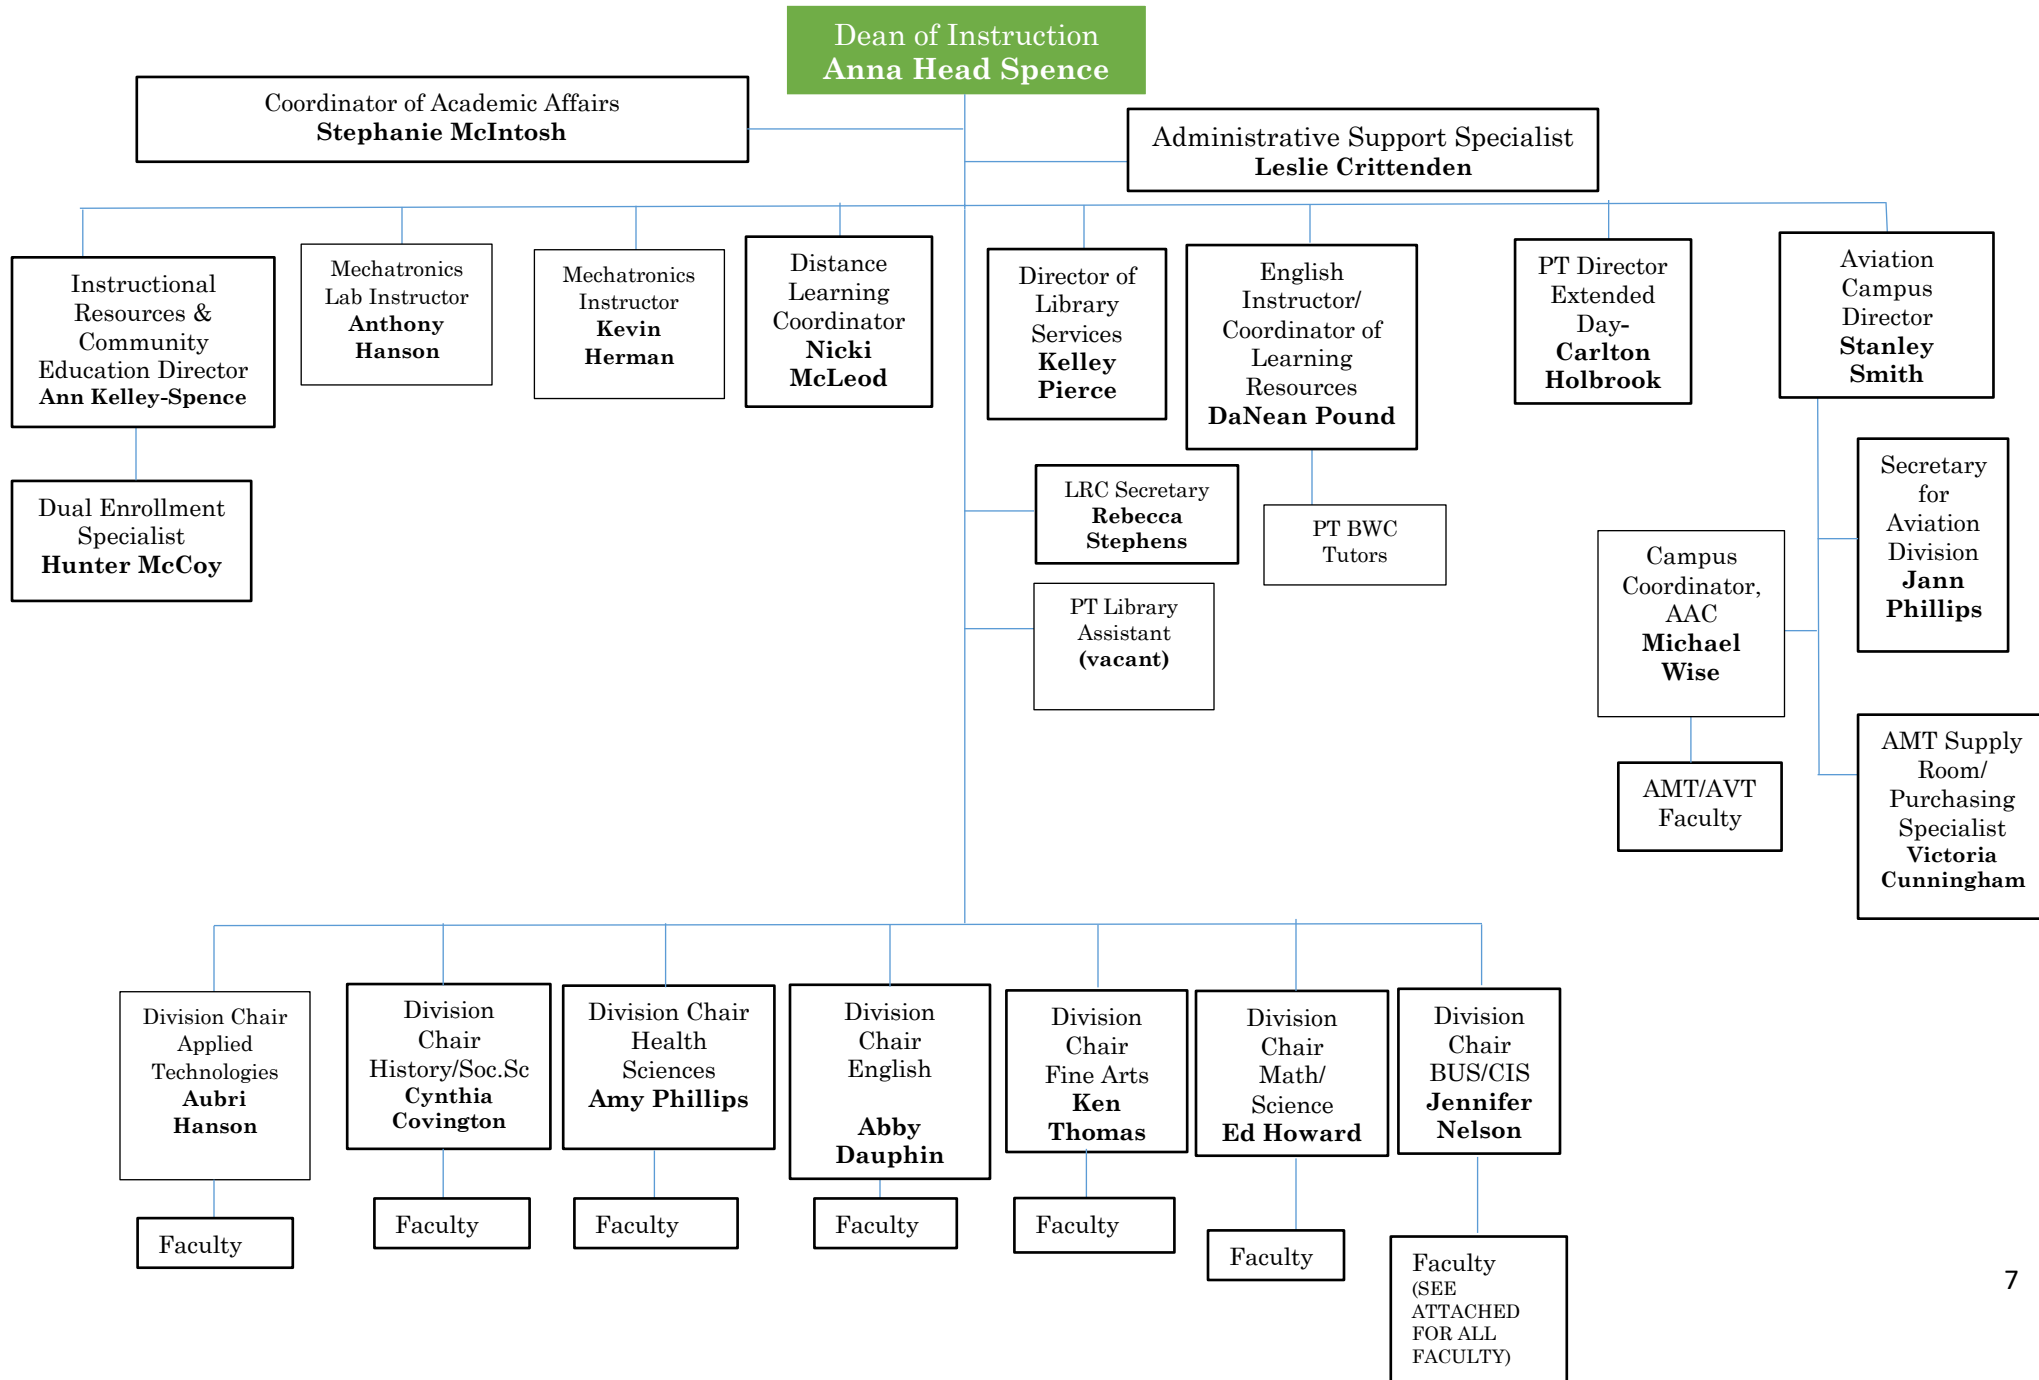 Dean of Instruction
Anna Head Spence
Coordinator of Academic Affairs
Stephanie McIntosh
Administrative Support Specialist
Leslie Crittenden
Instructional
Resources &
Community
Education Director
Ann Kelley-Spence
Mechatronics
Lab Instructor
Anthony
Hanson
Mechatronics
Instructor
Kevin
Herman
Distance
Learning
Coordinator
Nicki
McLeod
Director of
Library
Services
Kelley
Pierce
English
Instructor/
Coordinator of
Learning
Resources
DaNean Pound
PT Director
Extended
Day-
Carlton
Holbrook
Aviation
Campus
Director
Stanley
Smith
Dual Enrollment
Specialist
Hunter McCoy
LRC Secretary
Rebecca
Stephens
PT BWC
Tutors
Secretary
for
Aviation
Division
Jann
Phillips
Campus
Coordinator,
AAC
Michael
Wise
PT Library
Assistant
(vacant)
AMT/AVT
Faculty
AMT Supply
Room/
Purchasing
Specialist
Victoria
Cunningham
Division Chair
Applied
Technologies
Aubri
Hanson
Division
Chair
History/Soc.Sc
Cynthia
Covington
Division Chair
Health
Sciences
Amy Phillips
Division
Chair
English
Abby
Dauphin
Division
Chair
Fine Arts
Ken
Thomas
Division
Chair
Math/
Science
Ed Howard
Division
Chair
BUS/CIS
Jennifer
Nelson
Faculty
Faculty
Faculty
Faculty
Faculty
Faculty
Faculty
(SEE
ATTACHED
FOR ALL
FACULTY)
7